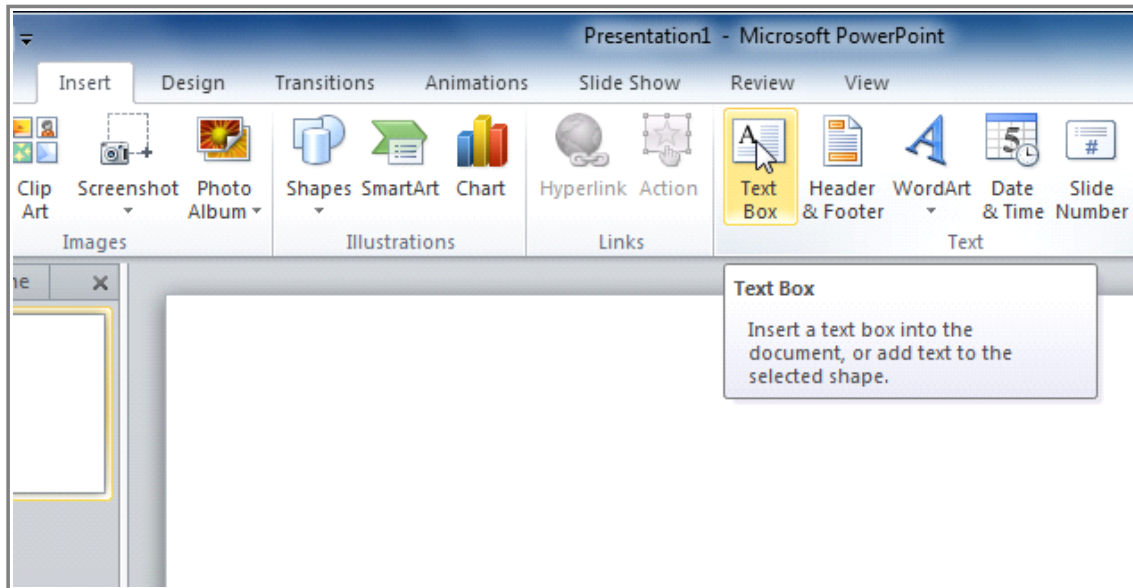 Presentation1 - Microsoft PowerPoint
Insert Design Transitions Animations Slide Show Review View
Clip Art
Screenshot
Photo Album
Shapes
SmartArt
Chart
Hyperlink
Action
A
Text Box
Header & Footer
A
WordArt
5
Date & Time
#
Slide Number
Images Illustrations Links Text
Text Box
Insert a text box into the
document, or add text to the
selected shape.